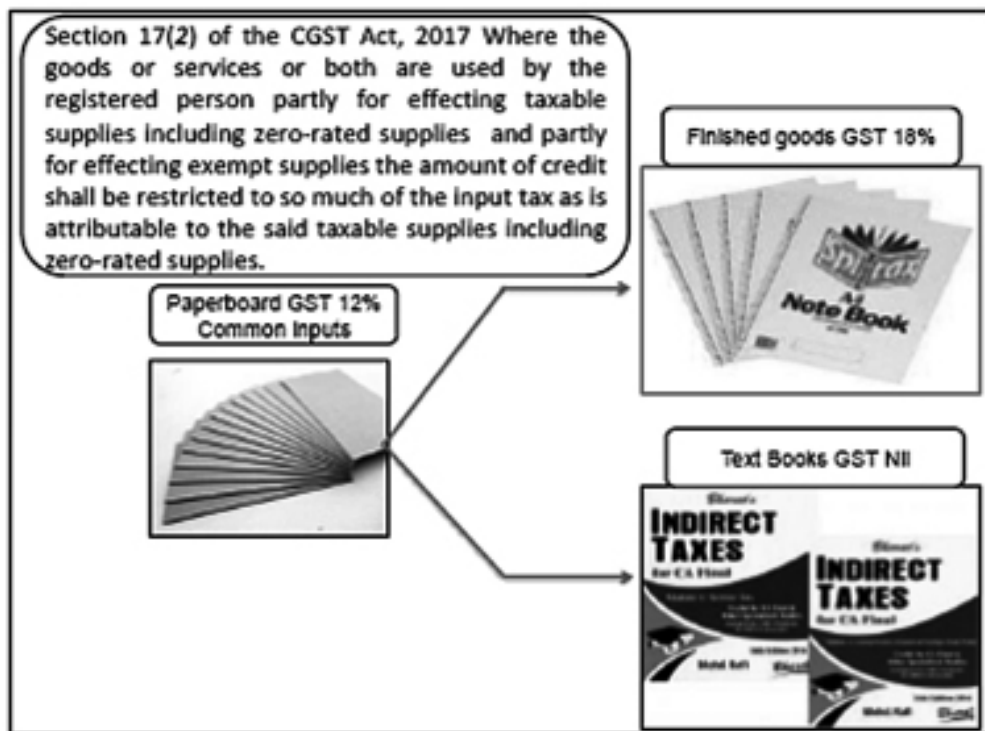 Section 17(2) of the CGST Act, 2017 Where the
goods or services or both are used by the
registered person partly for effecting taxable
supplies including zero-rated supplies and partly
for effecting exempt supplies the amount of credit
shall be restricted to so much of the input tax as is
attributable to the said taxable supplies including
zero-rated supplies.
Finished goods GST 18%
Spirax
A4
Note Book
Paperboard GST 12%
Common Inputs
Text Books GST Nil
Bharat's
INDIRECT
TAXES
for CA Final
Bharat's
INDIRECT
TAXES
for CA Final